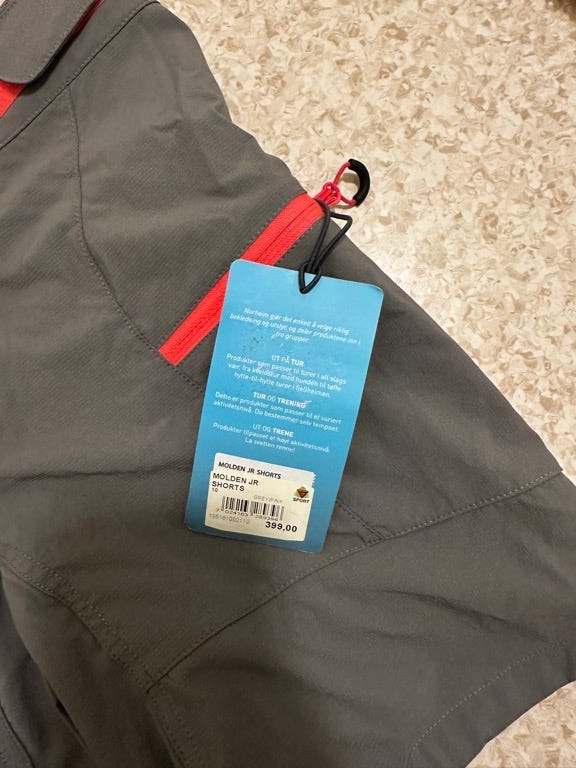 Norheim gjør det enkelt å velge riktig
bekledning og utstyr, og deler produktene inn i
tre grupper.
UT PÅ TUR
Produkter som passer til turer i all slags
vær; fra kveldstur med hunden til tøffe
hytte-til-hytte turer i fjellheimen.
TUR OG TRENING
Dette er produkter som passer til et variert
aktivitetsnivå. Du bestemmer selv tempoet.
UT OG TRENE
Produkter tilpasset et høyt aktivitetsnivå.
La svetten renne!
MOLDEN JR SHORTS
MOLDEN JR
SHORTS
10
GREY/PINK
SPORT
399,00